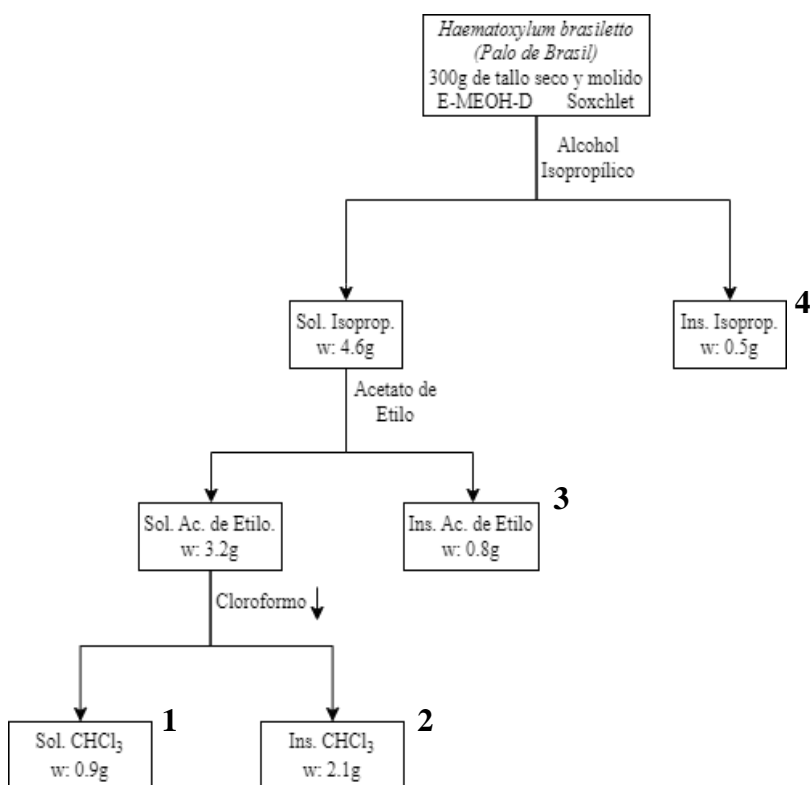 Haematoxylum brasiletto
(Palo de Brasil)
300g de tallo seco y molido
E-MEOH-D Soxchlet
Alcohol
Isopropílico
Sol. Isoprop.
w: 4.6g
4
Ins. Isoprop.
w: 0.5g
Acetato de
Etilo
Sol. Ac. de Etilo.
w: 3.2g
3
Ins. Ac. de Etilo
w: 0.8g
Cloroformo
1
Sol. CHCl₃
w: 0.9g
2
Ins. CHCl₃
w: 2.1g